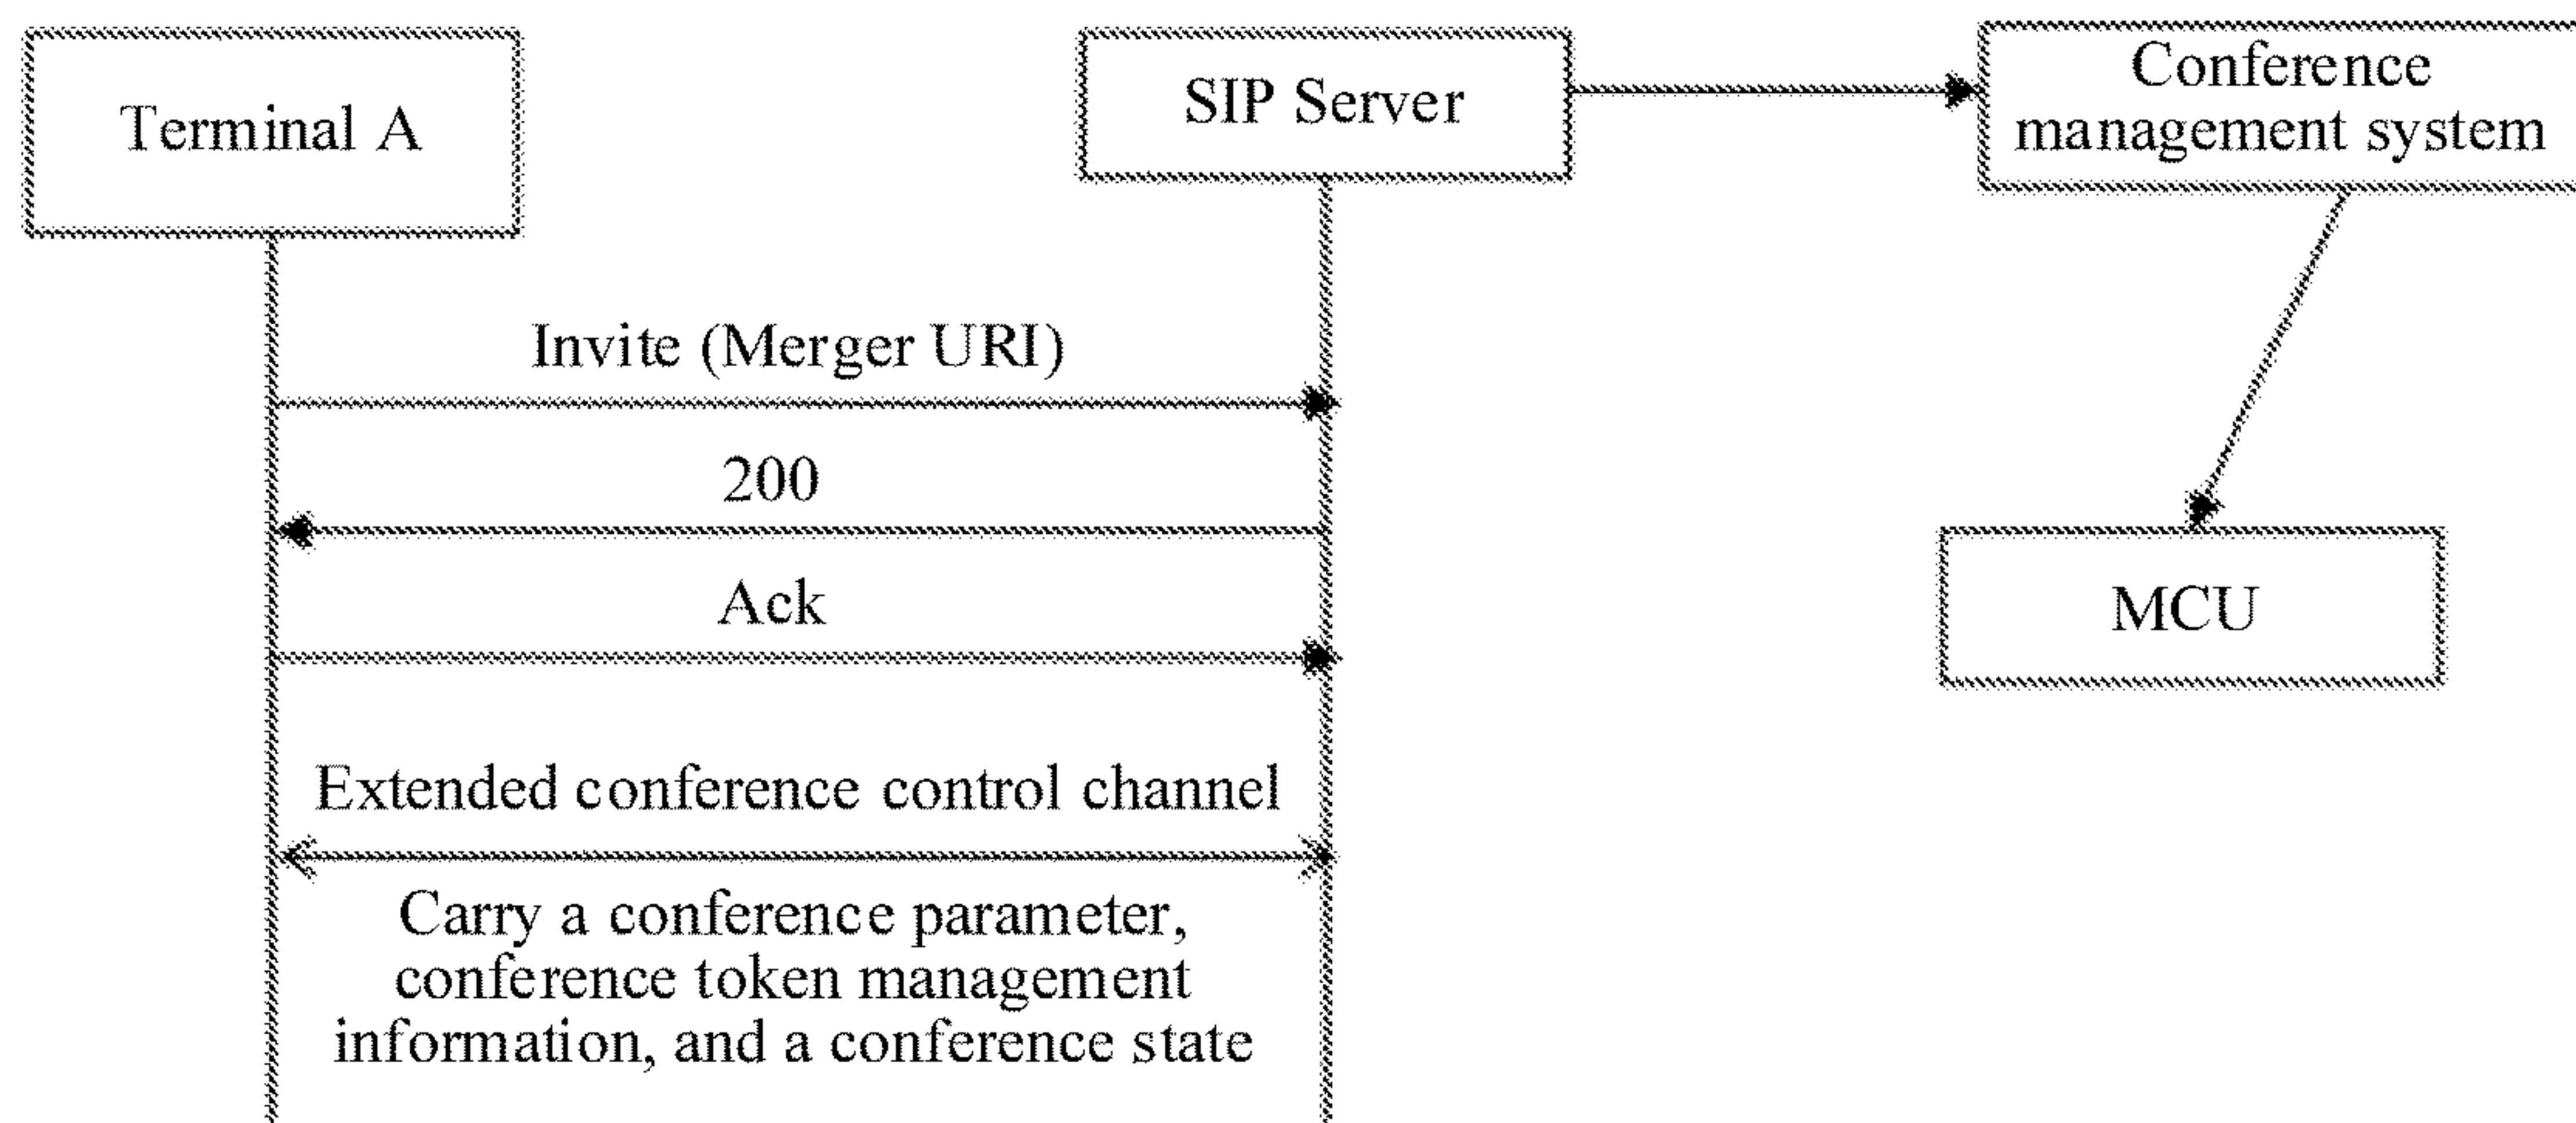 Terminal A
SIP Server
Conference
management system
Invite (Merger URI)
200
Ack
MCU
Extended conference control channel
Carry a conference parameter,
conference token management
information, and a conference state